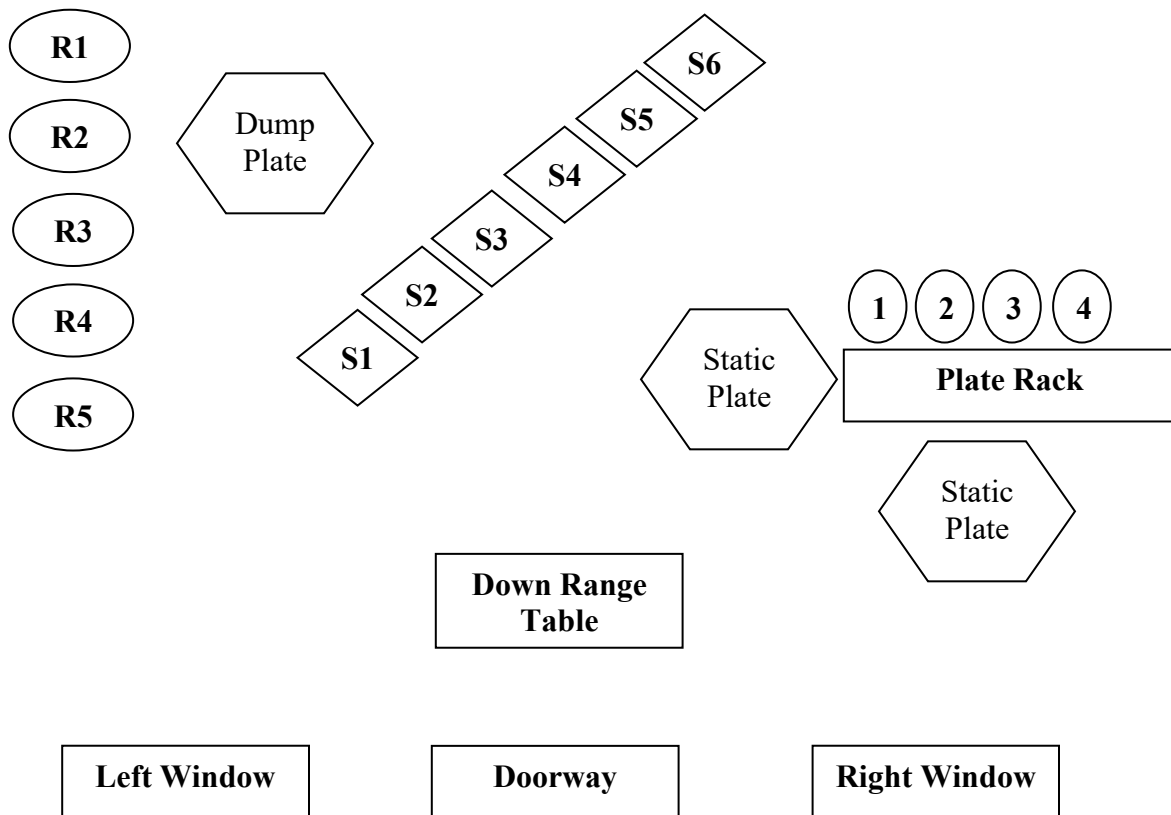 R1
R2
R3
R4
R5
Dump
Plate
S6
S5
S4
S3
S2
S1
1 2 3 4
Static
Plate
Plate Rack
Static
Plate
Down Range
Table
Left Window
Doorway
Right Window